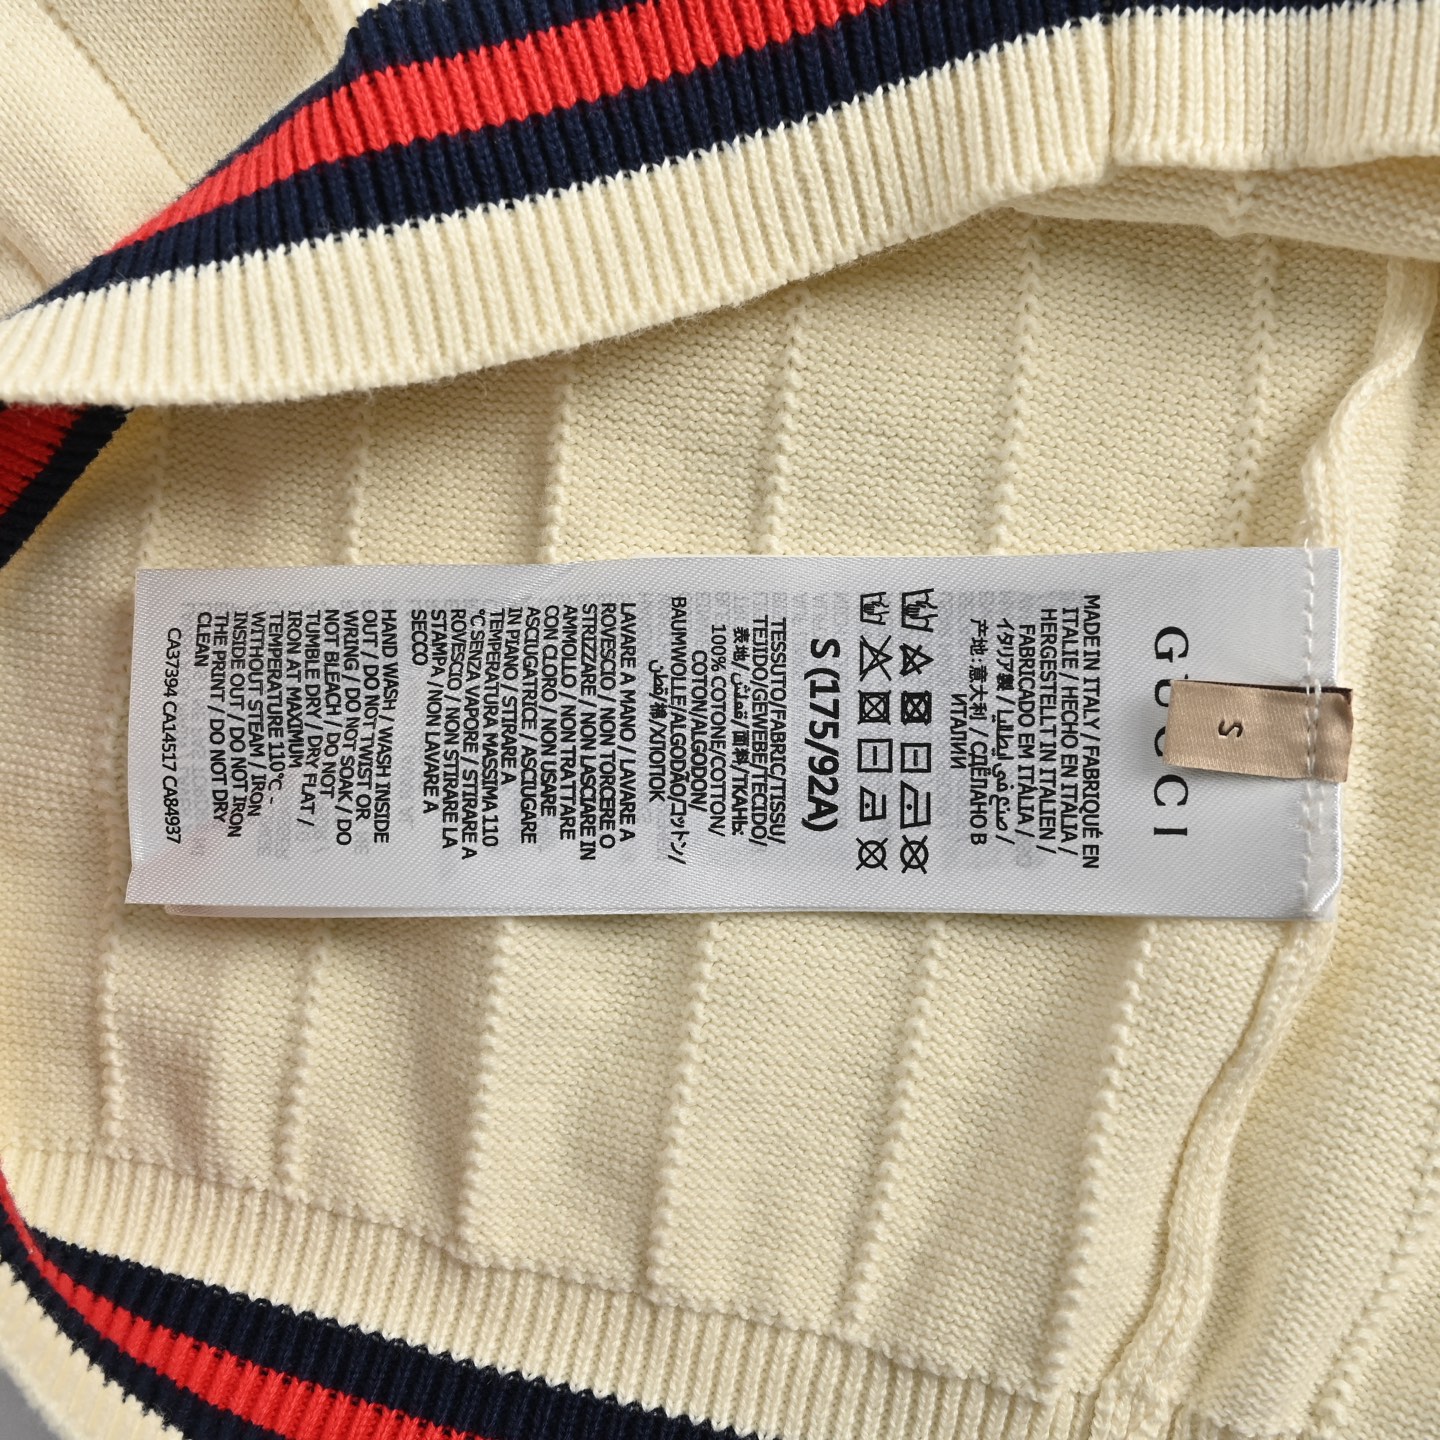 GUCCI
S
MADE IN ITALY / FABRIQUÉ EN
ITALIE / HECHO EN ITALIA /
HERGESTELLT IN ITALIEN /
FABRICADO EM ITÁLIA /
イタリア製 / صنع في إيطاليا /
产地:意大利 / СДЕЛАНО В
ИТАЛИИ
S (175/92A)
TESSUTO/FABRIC/TISSU/
TEJIDO/GEWEBE/TECIDO/
表地/قماش/面料/ТКАНЬ:
100% COTONE/COTTON/
COTON/ALGODON/
BAUMWOLLE/ALGODÃO/コットン/
قطن/棉/ХЛОПОК
LAVARE A MANO / LAVARE A
ROVESCIO / NON TORCERE O
STRIZZARE / NON LASCIARE IN
AMMOLLO / NON TRATTARE
CON CLORO / NON USARE
ASCIUGATRICE / ASCIUGARE
IN PIANO / STIRARE A
TEMPERATURA MASSIMA 110
°C SENZA VAPORE / STIRARE A
ROVESCIO / NON STIRARE LA
STAMPA / NON LAVARE A
SECCO
HAND WASH / WASH INSIDE
OUT / DO NOT TWIST OR
WRING / DO NOT SOAK / DO
NOT BLEACH / DO NOT
TUMBLE DRY / DRY FLAT /
IRON AT MAXIMUM
TEMPERATURE 110°C -
WITHOUT STEAM / IRON
INSIDE OUT / DO NOT IRON
THE PRINT / DO NOT DRY
CLEAN
CA37394 CA14517 CA84937